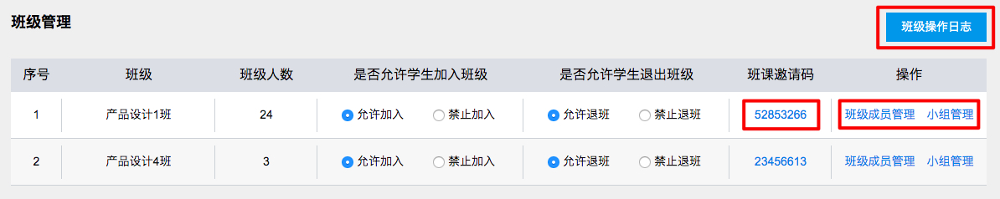 班级管理
班级操作日志
序号 班级 班级人数 是否允许学生加入班级 是否允许学生退出班级 班课邀请码 操作
1 产品设计1班 24 允许加入 禁止加入 允许退班 禁止退班 52853266 班级成员管理 小组管理
2 产品设计4班 3 允许加入 禁止加入 允许退班 禁止退班 23456613 班级成员管理 小组管理